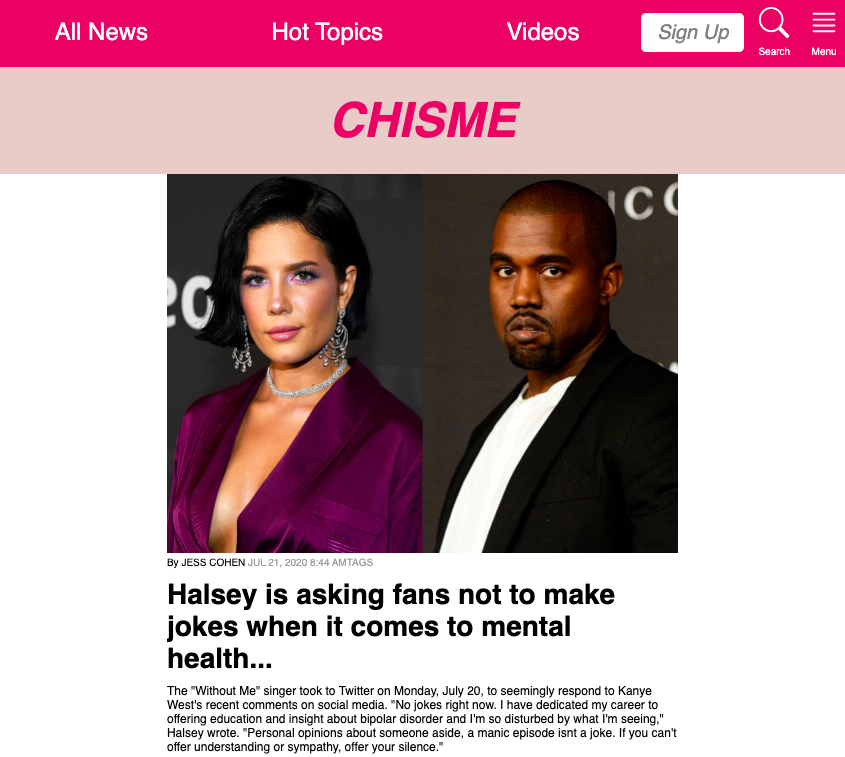 All News Hot Topics Videos Sign Up
Search Menu
CHISME
By JESS COHEN JUL 21, 2020 8:44 AMTAGS
Halsey is asking fans not to make
jokes when it comes to mental
health...
The "Without Me" singer took to Twitter on Monday, July 20, to seemingly respond to Kanye
West's recent comments on social media. "No jokes right now. I have dedicated my career to
offering education and insight about bipolar disorder and I'm so disturbed by what I'm seeing,"
Halsey wrote. "Personal opinions about someone aside, a manic episode isnt a joke. If you can't
offer understanding or sympathy, offer your silence."